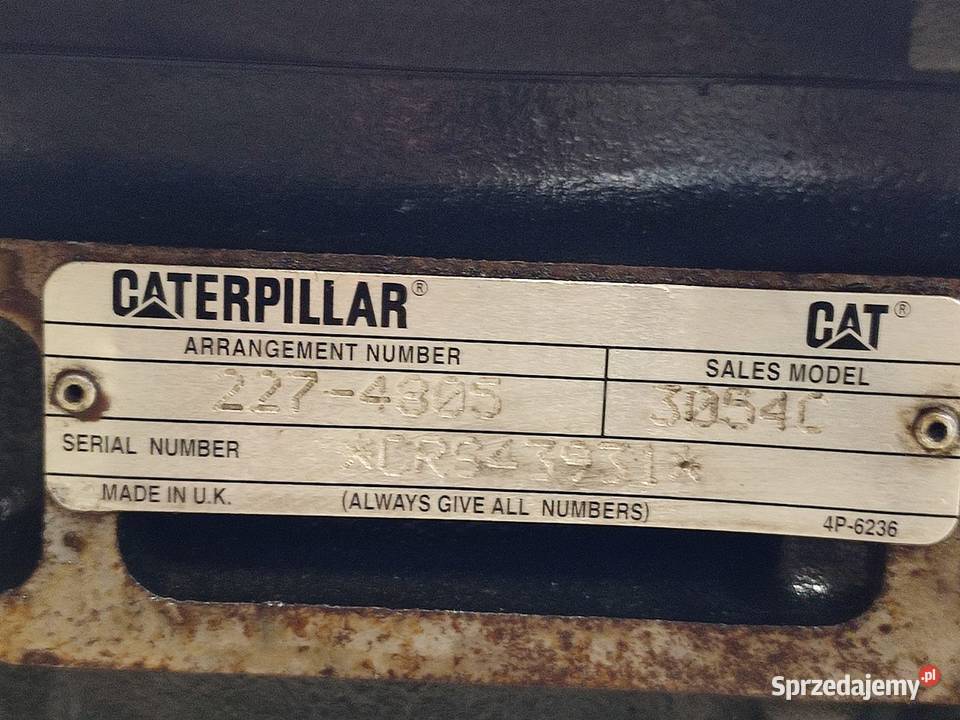 CATERPILLAR®
CAT®
ARRANGEMENT NUMBER
SALES MODEL
227-4305
3054C
SERIAL NUMBER
*CRS43931*
MADE IN U.K.
(ALWAYS GIVE ALL NUMBERS)
4P-6236
Sprzedajemy.pl